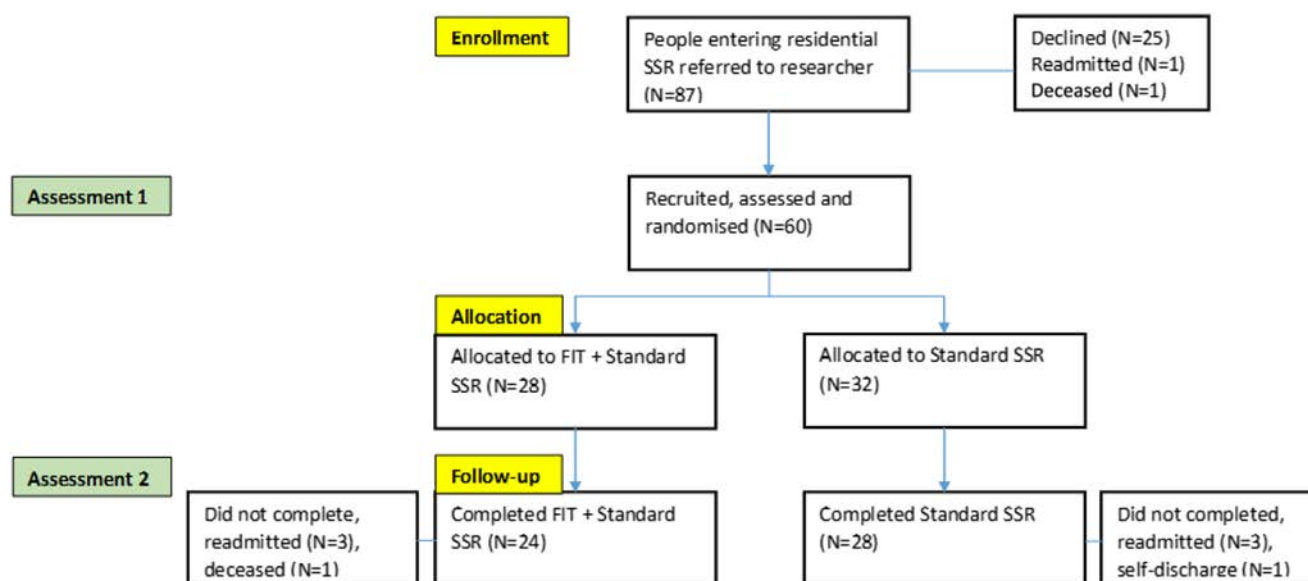 Enrollment
People entering residential
SSR referred to researcher
(N=87)
Declined (N=25)
Readmitted (N=1)
Deceased (N=1)
Assessment 1
Recruited, assessed and
randomised (N=60)
Allocation
Allocated to FIT + Standard
SSR (N=28)
Allocated to Standard SSR
(N=32)
Assessment 2
Follow-up
Did not complete,
readmitted (N=3),
deceased (N=1)
Completed FIT + Standard
SSR (N=24)
Completed Standard SSR
(N=28)
Did not completed,
readmitted (N=3),
self-discharge (N=1)